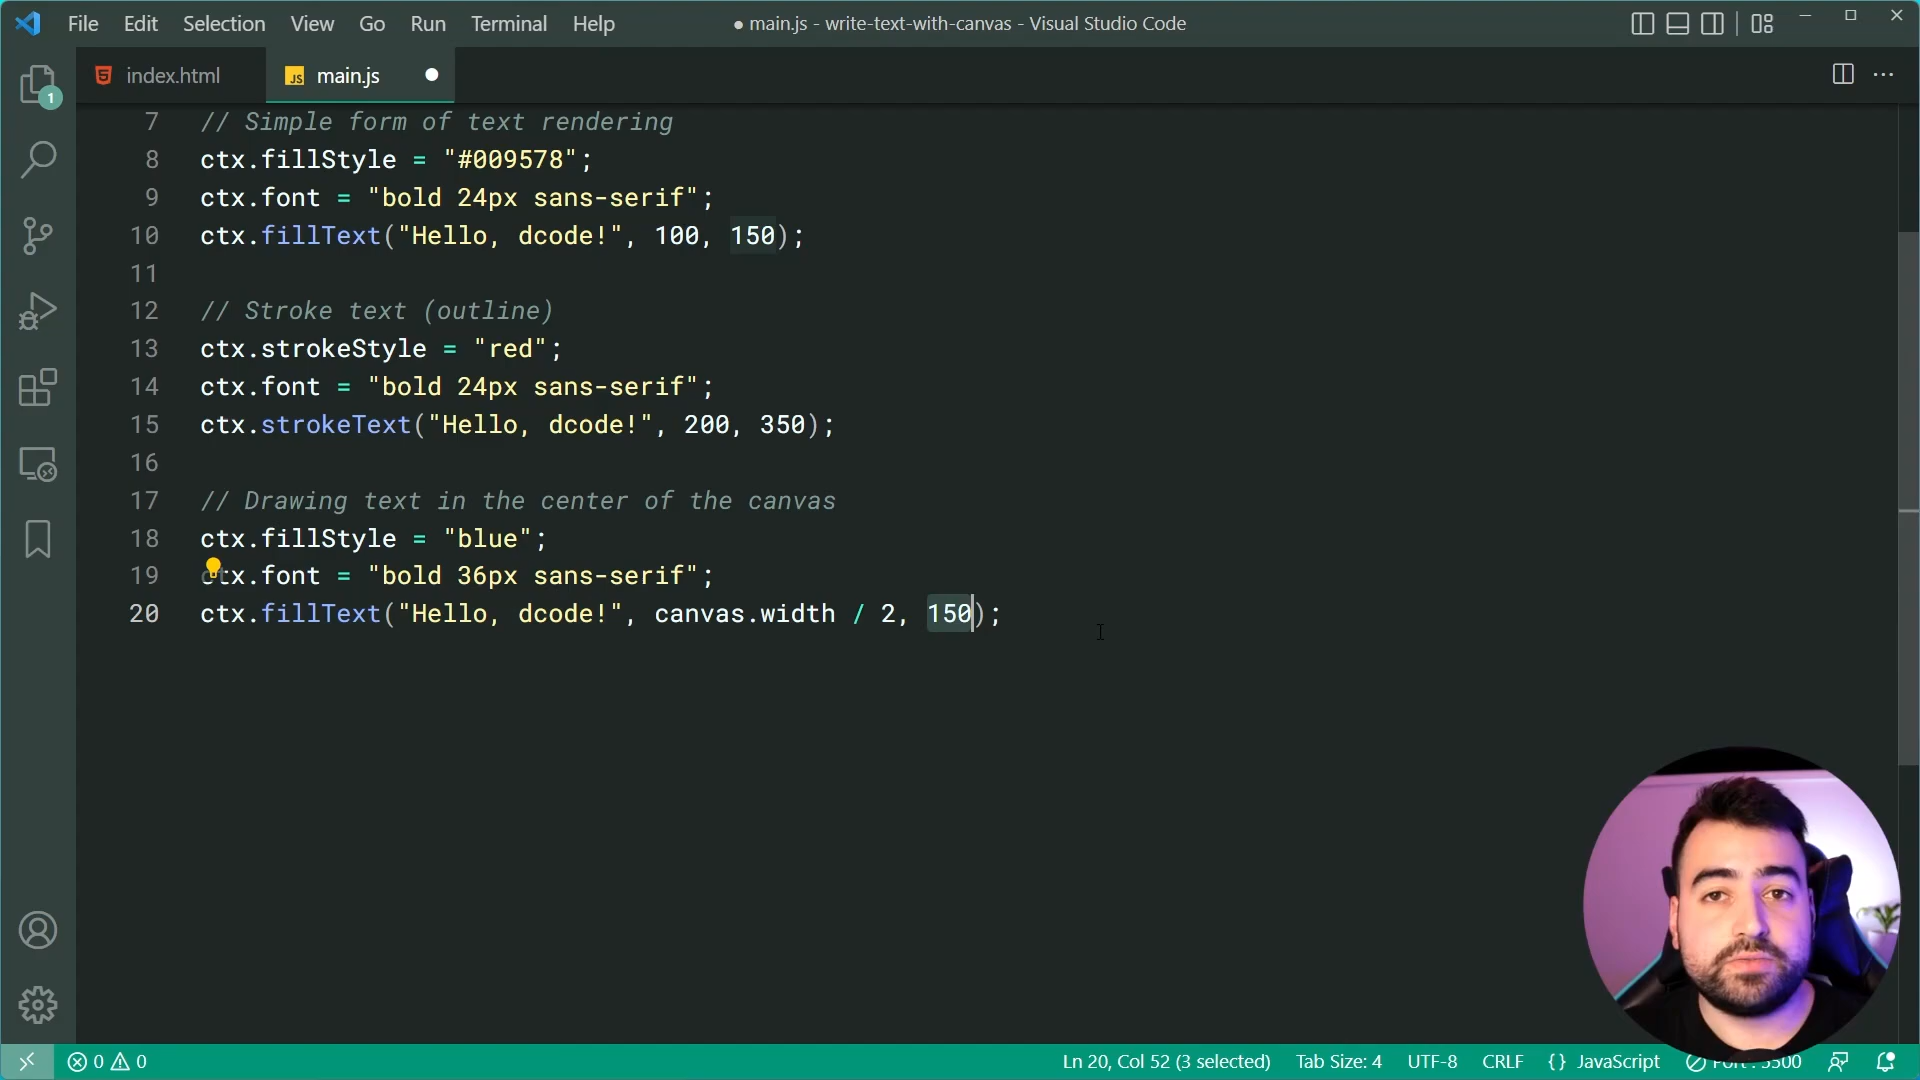 File Edit Selection View Go Run Terminal Help
● main.js - write-text-with-canvas - Visual Studio Code
index.html
JS main.js
1
7 // Simple form of text rendering
8 ctx.fillStyle = "#009578";
9 ctx.font = "bold 24px sans-serif";
10 ctx.fillText("Hello, dcode!", 100, 150);
11
12 // Stroke text (outline)
13 ctx.strokeStyle = "red";
14 ctx.font = "bold 24px sans-serif";
15 ctx.strokeText("Hello, dcode!", 200, 350);
16
17 // Drawing text in the center of the canvas
18 ctx.fillStyle = "blue";
19 ctx.font = "bold 36px sans-serif";
20 ctx.fillText("Hello, dcode!", canvas.width / 2, 150);
0 0
Ln 20, Col 52 (3 selected) Tab Size: 4 UTF-8 CRLF {} JavaScript Port : 5500